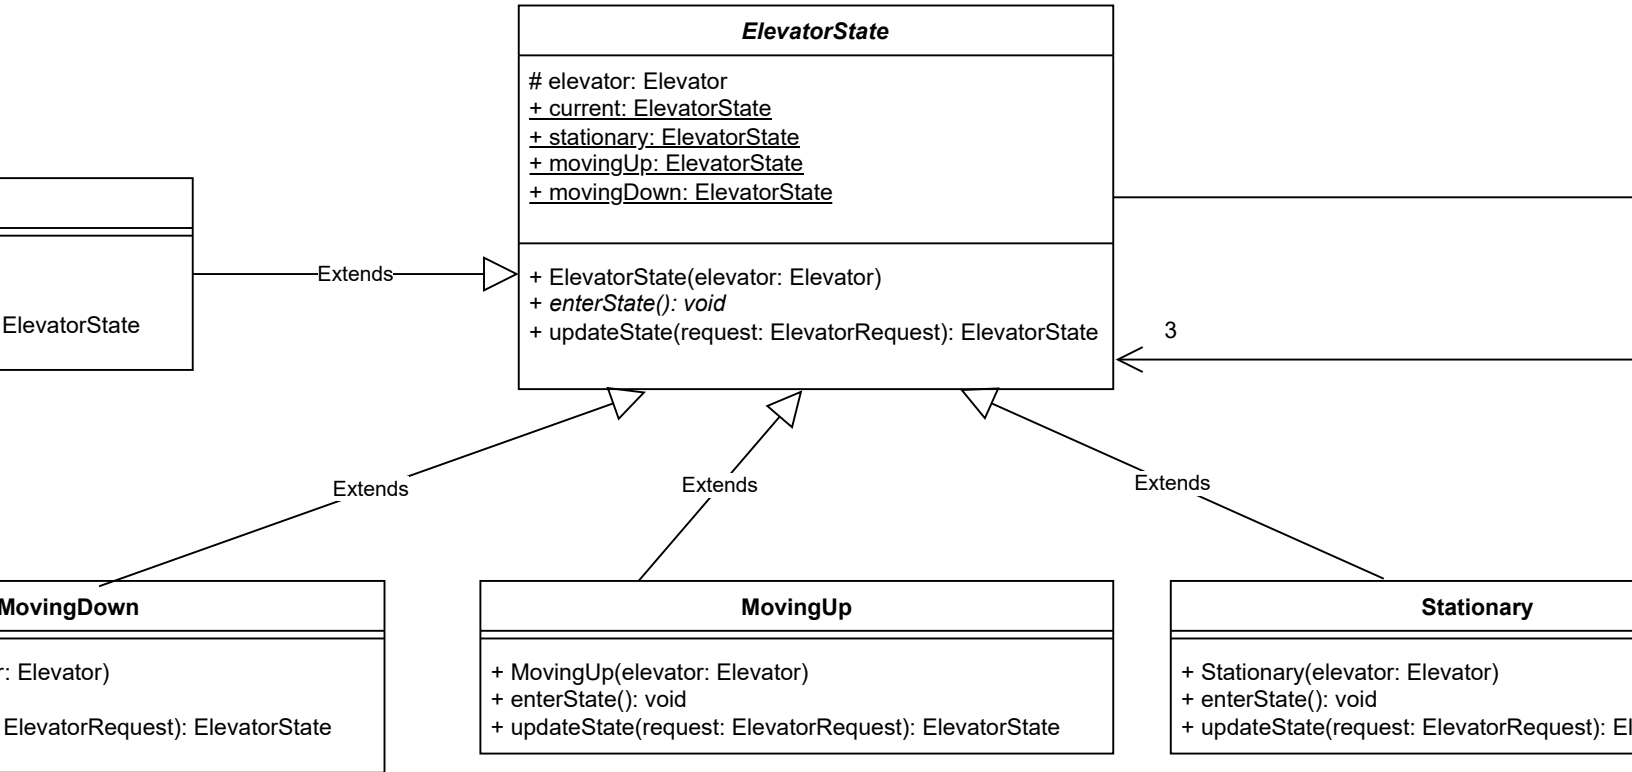 ElevatorState
# elevator: Elevator
+ current: ElevatorState
+ stationary: ElevatorState
+ movingUp: ElevatorState
+ movingDown: ElevatorState
+ ElevatorState(elevator: Elevator)
+ enterState(): void
+ updateState(request: ElevatorRequest): ElevatorState
ElevatorState
Extends
3
Extends
Extends
Extends
MovingDown
: Elevator)
ElevatorRequest): ElevatorState
MovingUp
+ MovingUp(elevator: Elevator)
+ enterState(): void
+ updateState(request: ElevatorRequest): ElevatorState
Stationary
+ Stationary(elevator: Elevator)
+ enterState(): void
+ updateState(request: ElevatorRequest): El